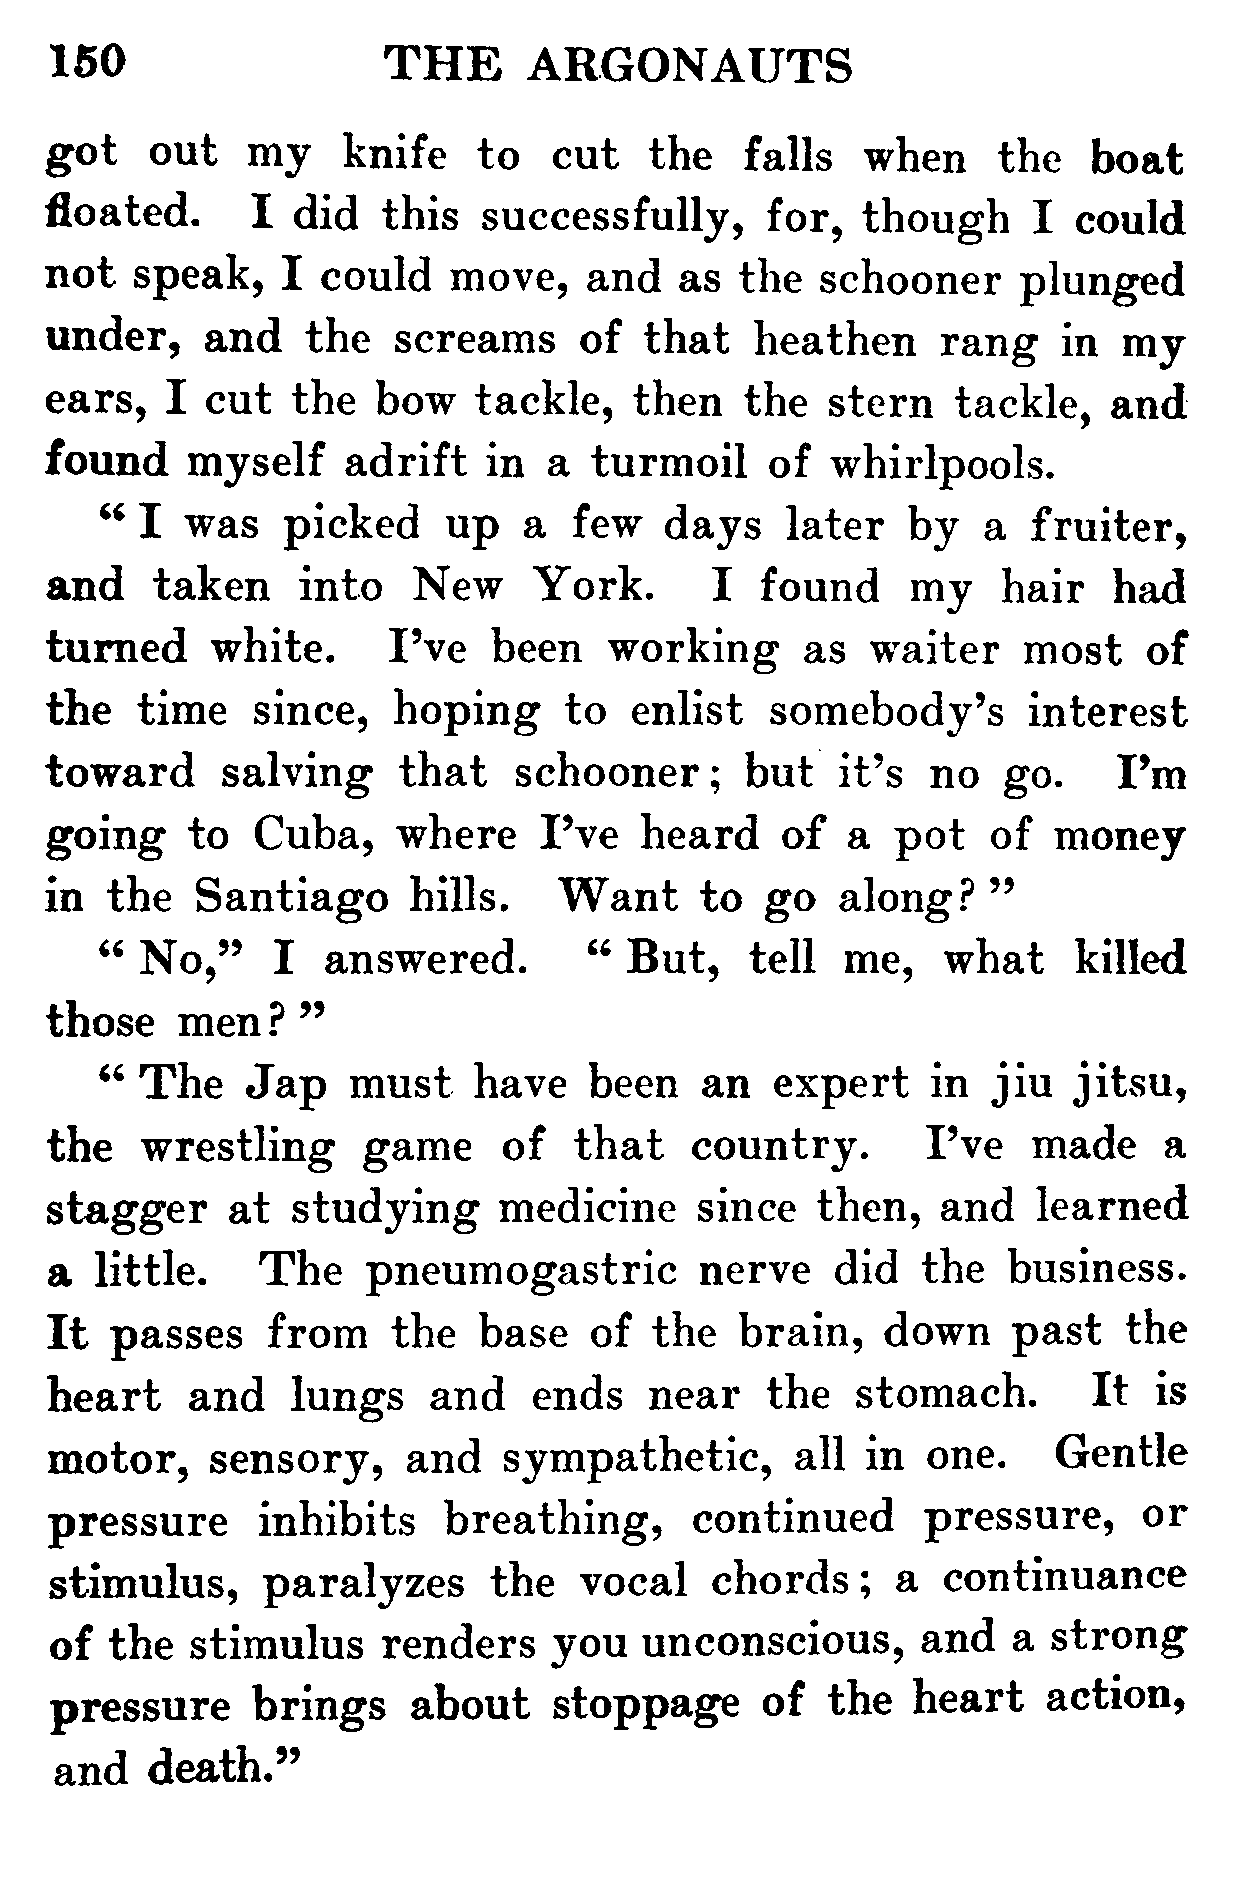 150 THE ARGONAUTS
got out my knife to cut the falls when the boat
floated. I did this successfully, for, though I could
not speak, I could move, and as the schooner plunged
under, and the screams of that heathen rang in my
ears, I cut the bow tackle, then the stern tackle, and
found myself adrift in a turmoil of whirlpools.
“ I was picked up a few days later by a fruiter,
and taken into New York. I found my hair had
turned white. I’ve been working as waiter most of
the time since, hoping to enlist somebody’s interest
toward salving that schooner; but it’s no go. I’m
going to Cuba, where I’ve heard of a pot of money
in the Santiago hills. Want to go along? ”
“ No,” I answered. “ But, tell me, what killed
those men? ”
“ The Jap must have been an expert in jiu jitsu,
the wrestling game of that country. I’ve made a
stagger at studying medicine since then, and learned
a little. The pneumogastric nerve did the business.
It passes from the base of the brain, down past the
heart and lungs and ends near the stomach. It is
motor, sensory, and sympathetic, all in one. Gentle
pressure inhibits breathing, continued pressure, or
stimulus, paralyzes the vocal chords; a continuance
of the stimulus renders you unconscious, and a strong
pressure brings about stoppage of the heart action,
and death.”